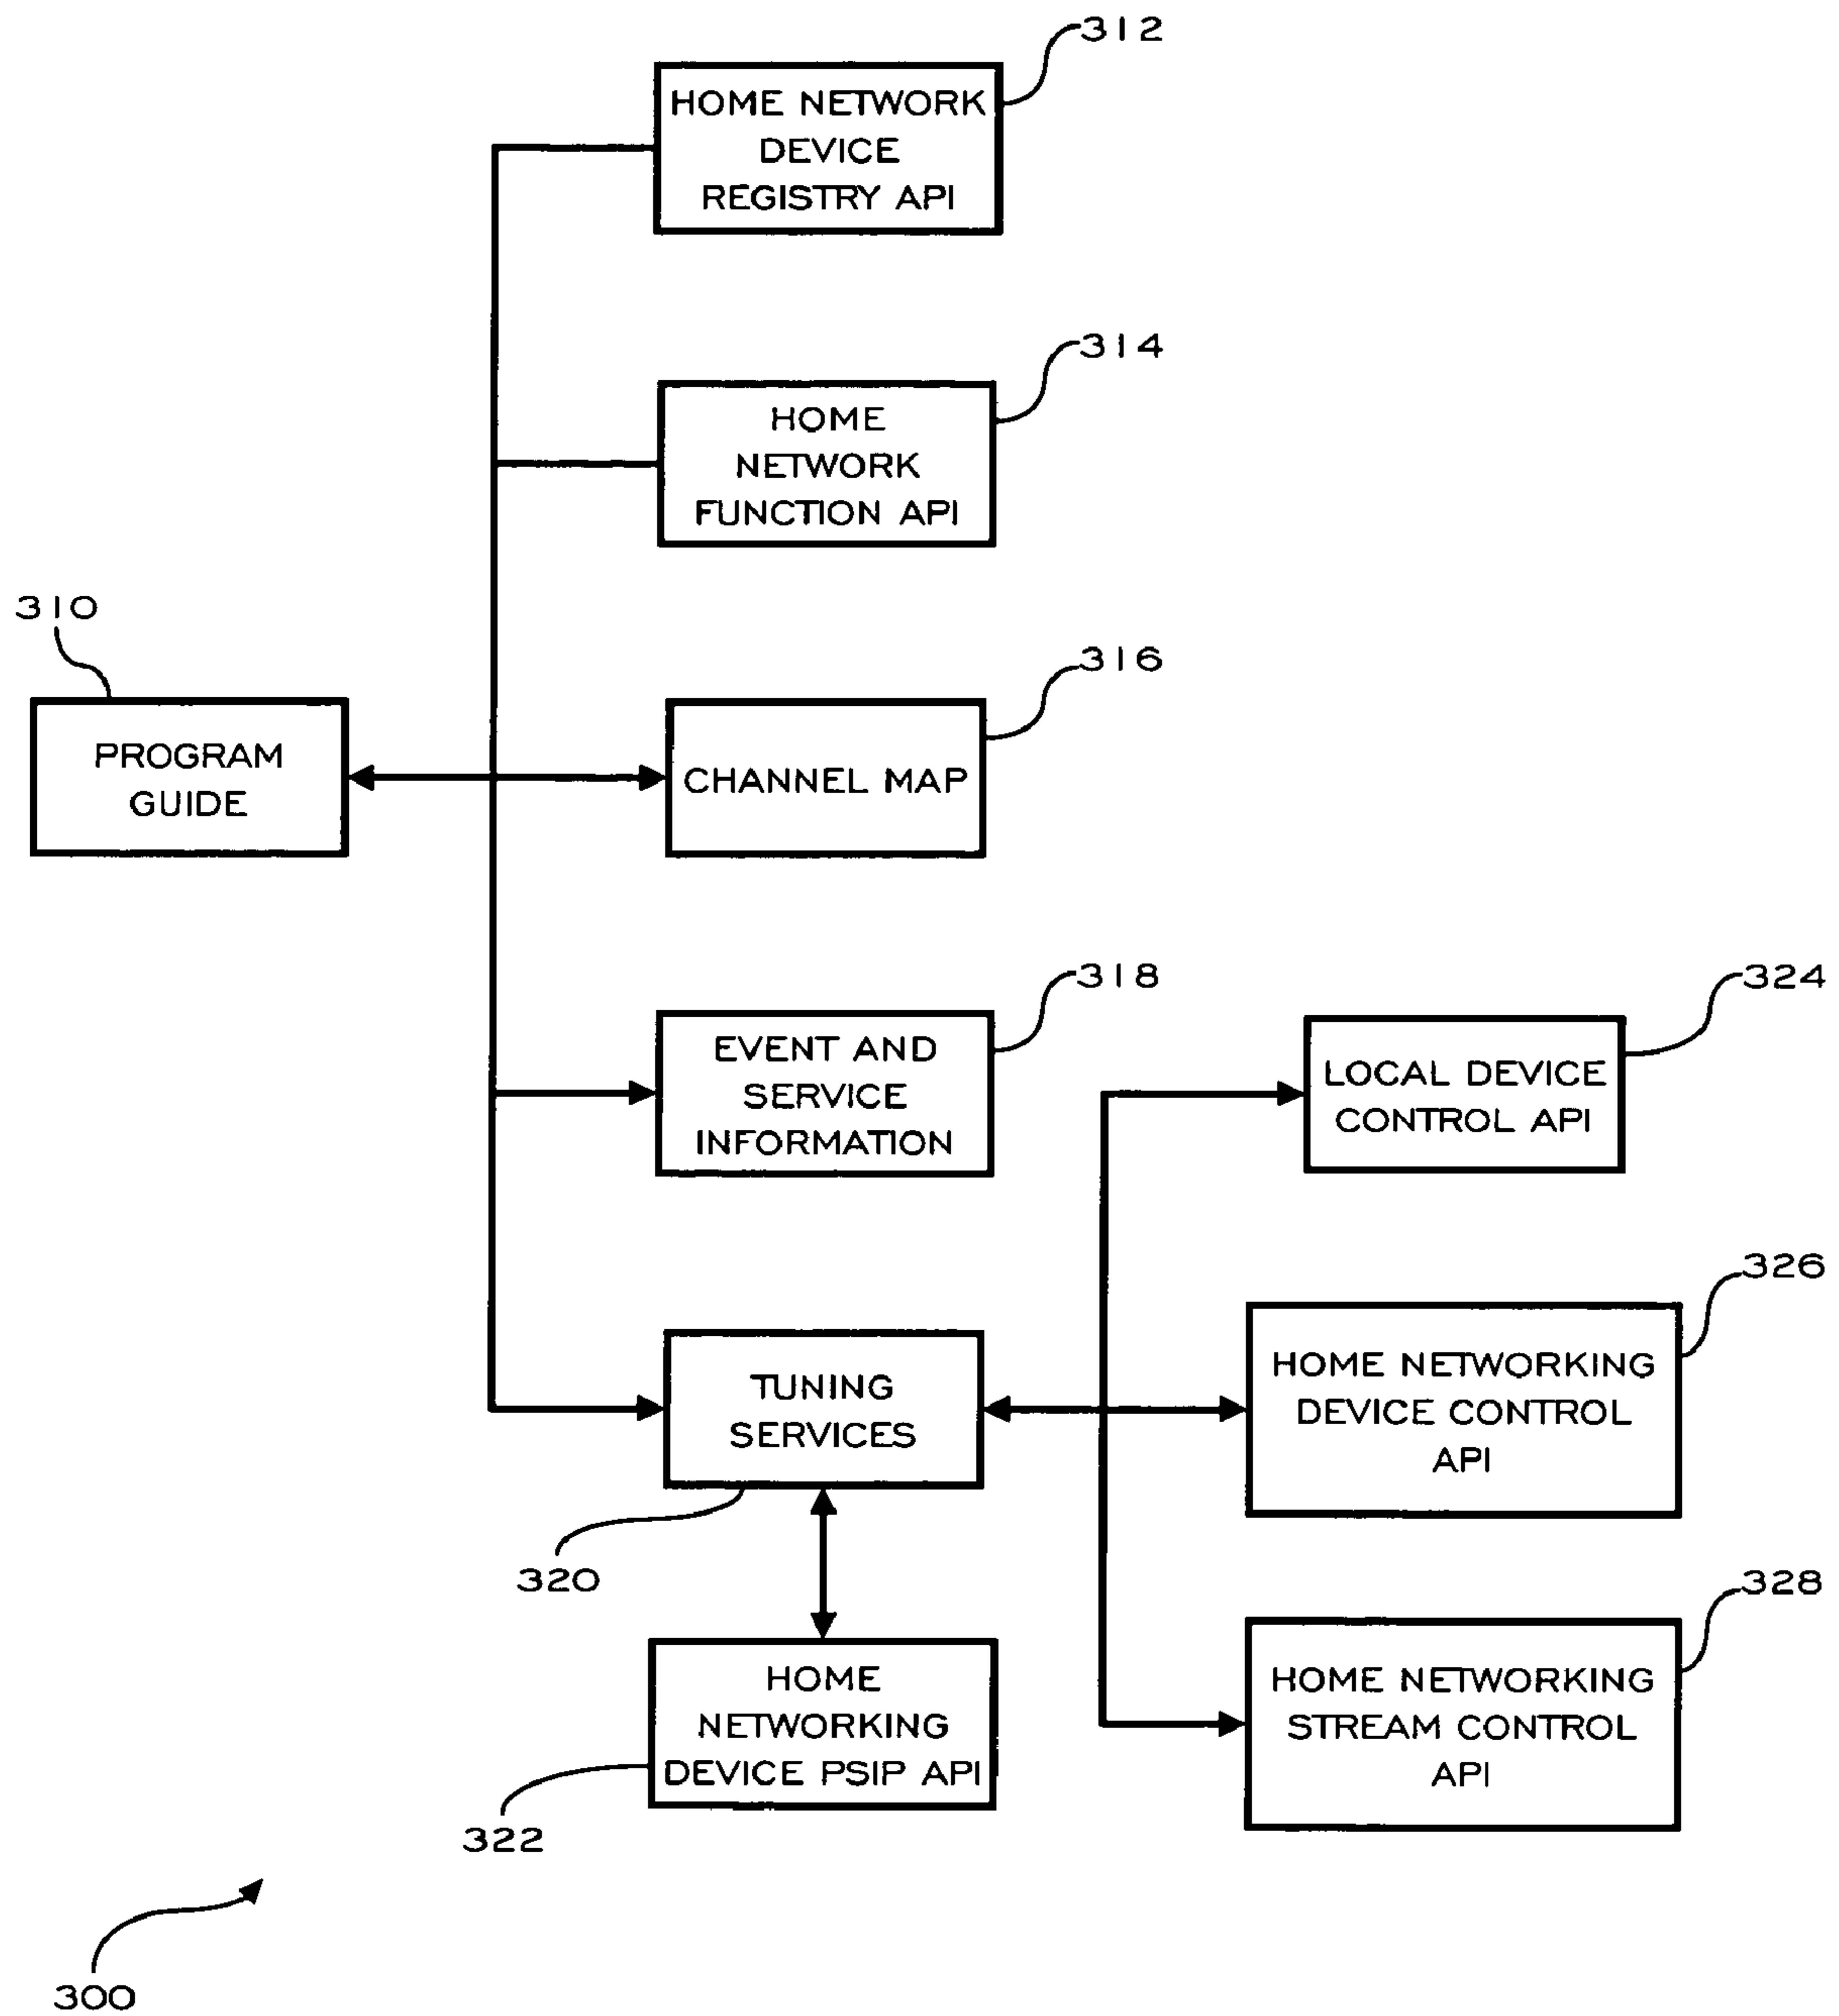 312
HOME NETWORK
DEVICE
REGISTRY API
314
HOME
NETWORK
FUNCTION API
310
PROGRAM
GUIDE
316
CHANNEL MAP
318
EVENT AND
SERVICE
INFORMATION
324
LOCAL DEVICE
CONTROL API
326
HOME NETWORKING
DEVICE CONTROL
API
TUNING
SERVICES
320
328
HOME NETWORKING
STREAM CONTROL
API
HOME
NETWORKING
DEVICE PSIP API
322
300